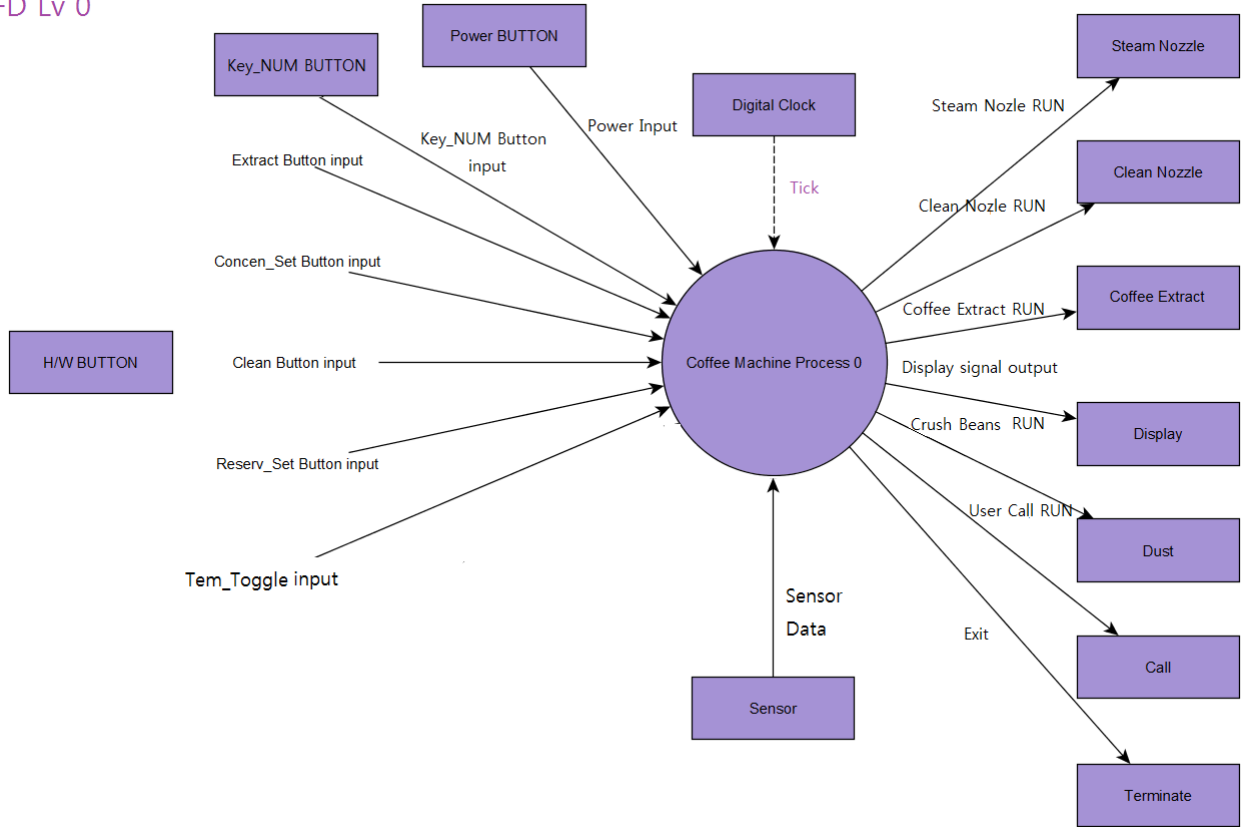 FD Lv 0
Power BUTTON
Key_NUM BUTTON
Steam Nozzle
Digital Clock
Steam Nozle RUN
Power Input
Key_NUM Button
input
Extract Button input
Clean Nozzle
Tick
Clean Nozle RUN
Concen_Set Button input
Coffee Extract
Coffee Extract RUN
H/W BUTTON
Clean Button input
Coffee Machine Process 0
Display signal output
Crush Beans RUN
Display
Reserv_Set Button input
User Call RUN
Dust
Tem_Toggle input
Sensor
Data
Exit
Call
Sensor
Terminate